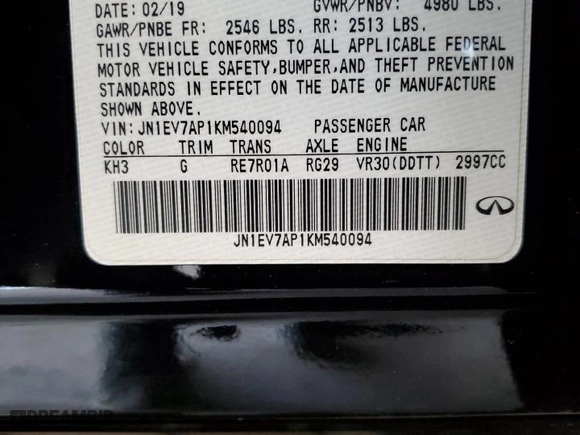 DATE: 02/19 GVWR/PNBV: 4980 LBS.
GAWR/PNBE FR: 2546 LBS. RR: 2513 LBS.
THIS VEHICLE CONFORMS TO ALL APPLICABLE FEDERAL
MOTOR VEHICLE SAFETY,BUMPER,AND THEFT PREVENTION
STANDARDS IN EFFECT ON THE DATE OF MANUFACTURE
SHOWN ABOVE.
VIN: JN1EV7AP1KM540094 PASSENGER CAR
COLOR TRIM TRANS AXLE ENGINE
KH3 G RE7R01A RG29 VR30(DDTT) 2997CC
JN1EV7AP1KM540094
DREAMBID